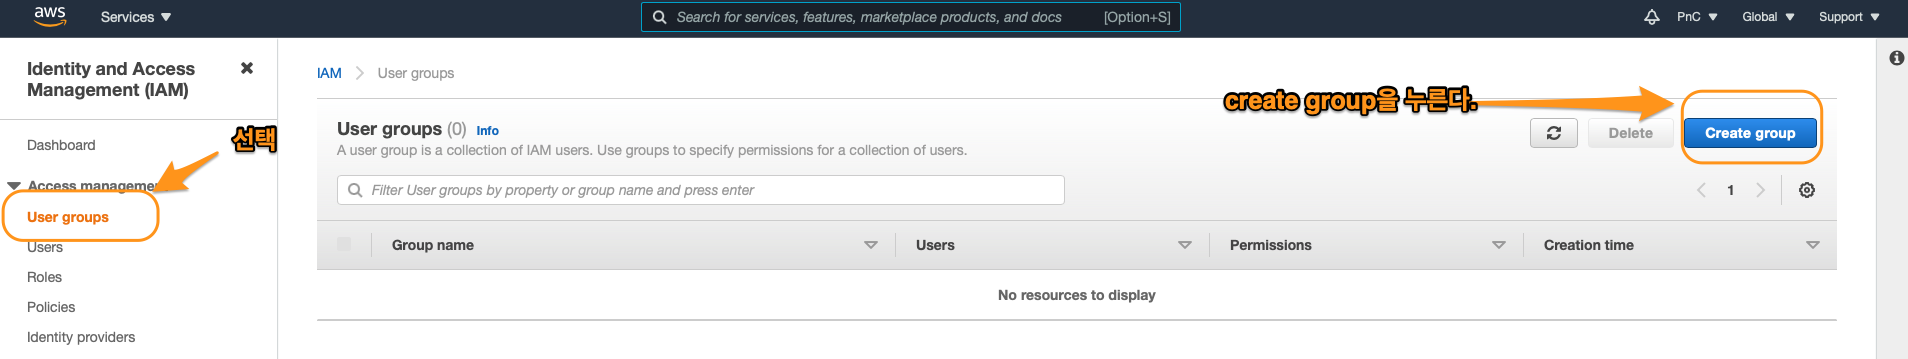 aws Services Search for services, features, marketplace products, and docs [Option+S] PnC Global Support
Identity and Access
Management (IAM)
IAM User groups
create group을 누른다.
User groups (0) Info
Delete Create group
A user group is a collection of IAM users. Use groups to specify permissions for a collection of users.
선택
Dashboard
Access management
Filter User groups by property or group name and press enter
1
User groups
Users
Roles
Policies
Identity providers
Group name Users Permissions Creation time
No resources to display